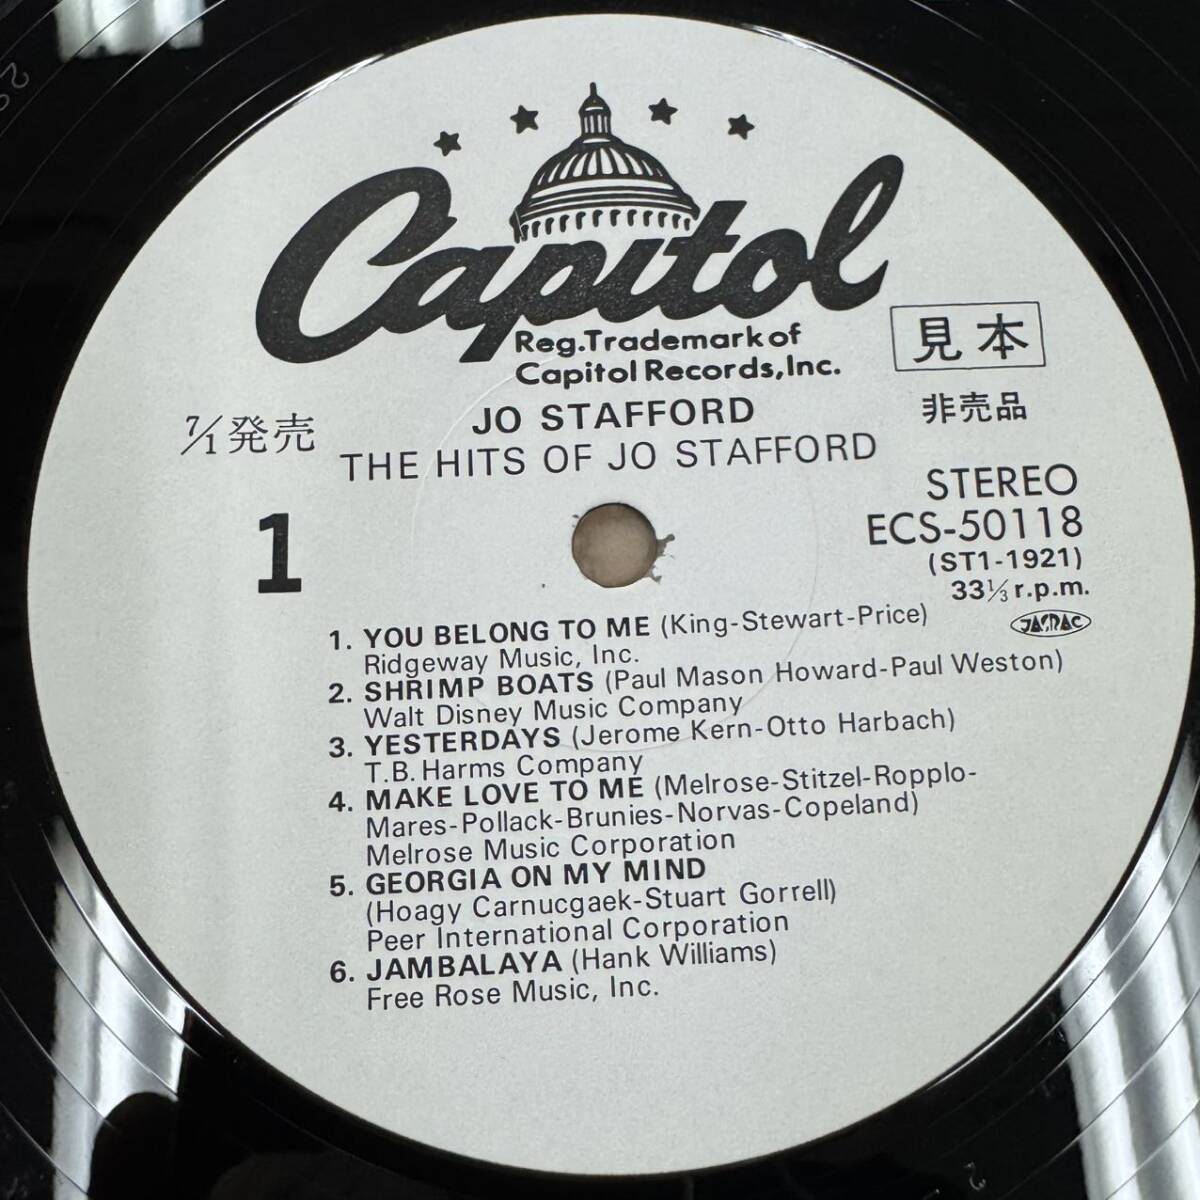 Capitol
Reg.Trademark of
Capitol Records,Inc.
見本
非売品
7/1発売
JO STAFFORD
THE HITS OF JO STAFFORD
1
STEREO
ECS-50118
(ST1-1921)
33⅓ r.p.m.
JASRAC
1. YOU BELONG TO ME (King-Stewart-Price)
Ridgeway Music, Inc.
2. SHRIMP BOATS (Paul Mason Howard-Paul Weston)
Walt Disney Music Company
3. YESTERDAYS (Jerome Kern-Otto Harbach)
T.B. Harms Company
4. MAKE LOVE TO ME (Melrose-Stitzel-Ropplo-
Mares-Pollack-Brunies-Norvas-Copeland)
Melrose Music Corporation
5. GEORGIA ON MY MIND
(Hoagy Carnucgaek-Stuart Gorrell)
Peer International Corporation
6. JAMBALAYA (Hank Williams)
Free Rose Music, Inc.